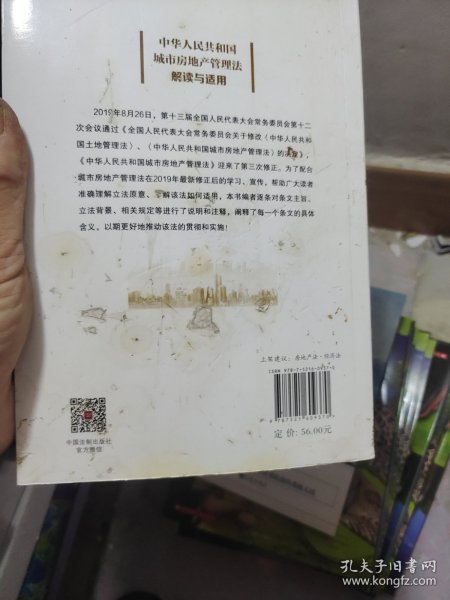 中华人民共和国
城市房地产管理法
解读与适用
2019年8月26日，第十三届全国人民代表大会常务委员会第十二
次会议通过《全国人民代表大会常务委员会关于修改〈中华人民共和
国土地管理法〉、〈中华人民共和国城市房地产管理法〉的决定》，
《中华人民共和国城市房地产管理法》迎来了第三次修正。为了配合
城市房地产管理法在2019年最新修正后的学习、宣传，帮助广大读者
准确理解立法原意、了解该法如何适用，本书编者逐条对条文主旨、
立法背景、相关规定等进行了说明和注释，阐释了每一个条文的具体
含义，以期更好地推动该法的贯彻和实施！
上架建议：房地产法·经济法
ISBN 978-7-5216-0437-5
中国法制出版社
官方微信
定价：56.00元
孔夫子旧书网
www.kongfz.com